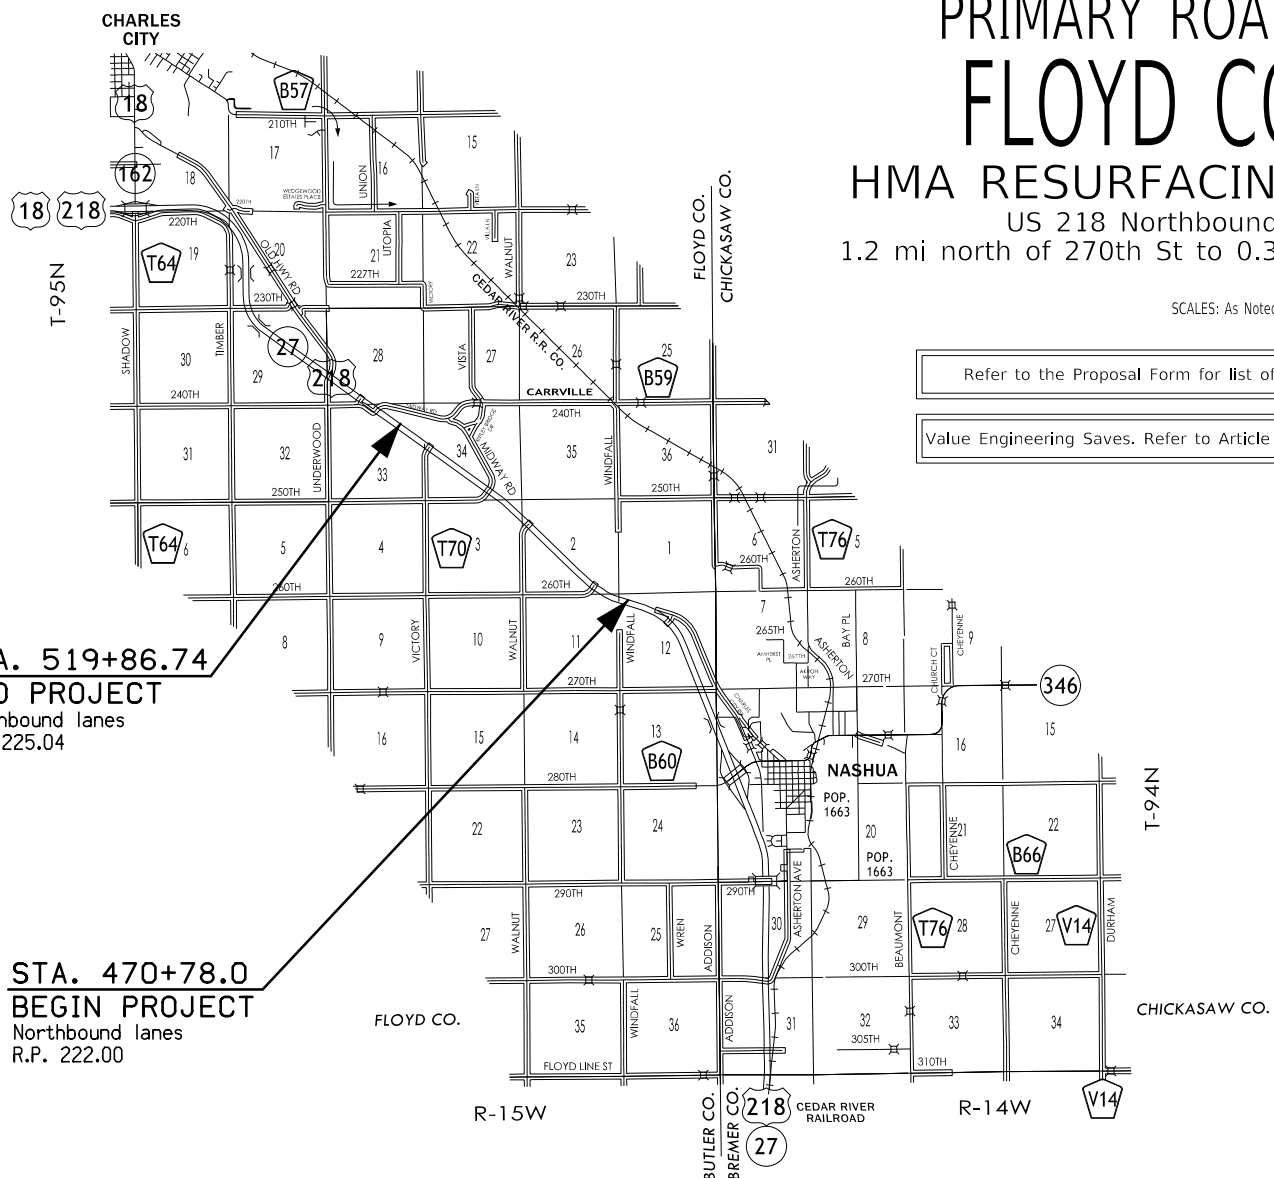 CHARLES
CITY
PRIMARY ROA
FLOYD CO
HMA RESURFACIN
US 218 Northbound
1.2 mi north of 270th St to 0.3
SCALES: As Noted
Refer to the Proposal Form for list of
Value Engineering Saves. Refer to Article
B57
18
210TH
15
17
16
162
18
UNION
WEDGEWOOD
ESTATES PLACE
18
218
220TH
220TH
T64
19
OLD HWY RD
20
21
UTOPIA
22
VILLA LN
WALNUT
23
FLOYD CO.
CHICKASAW CO.
T-95N
227TH
VICTORY
CEDAR RIVER R.R. CO.
230TH
230TH
SHADOW
TIMBER
27
30
29
28
218
VISTA
27
26
25
B59
CARRVILLE
240TH
240TH
MIDWAY RD
31
32
UNDERWOOD
33
34
MIDWAY RD
35
WINDFALL
36
31
250TH
250TH
T64
6
5
4
T70
3
2
1
6
ASHERTON
T76
5
260TH
260TH
260TH
260TH
8
9
VICTORY
10
WALNUT
11
WINDFALL
12
7
265TH
AMHERST
PL
267TH
ASHERTON
BAY PL
8
CHURCH CT
CHEYENNE
9
A. 519+86.74
D PROJECT
hbound lanes
225.04
270TH
270TH
346
16
15
14
13
B60
16
15
280TH
NASHUA
POP.
1663
T-94N
22
23
24
20
POP.
1663
CHEYENNE
21
22
B66
290TH
290TH
27
WALNUT
26
25
WREN
ADDISON
30
ASHERTON AVE
29
BEAUMONT
T76
28
CHEYENNE
27
V14
DURHAM
300TH
300TH
STA. 470+78.0
BEGIN PROJECT
Northbound lanes
R.P. 222.00
FLOYD CO.
35
WINDFALL
36
ADDISON
31
32
33
34
CHICKASAW CO.
305TH
310TH
FLOYD LINE ST
R-15W
BUTLER CO.
BREMER CO.
218
CEDAR RIVER
RAILROAD
27
R-14W
V14